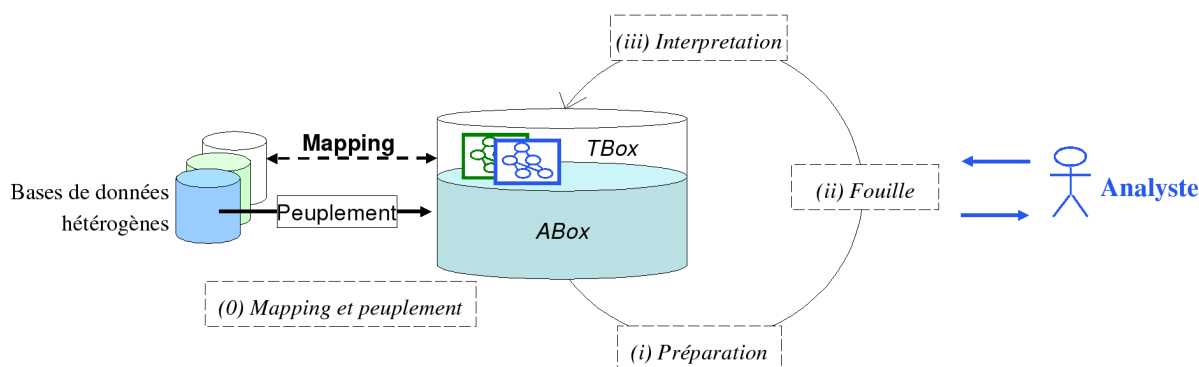 (iii) Interpretation
Mapping
TBox
Bases de données
hétérogènes
Peuplement
ABox
(ii) Fouille
Analyste
(0) Mapping et peuplement
(i) Préparation